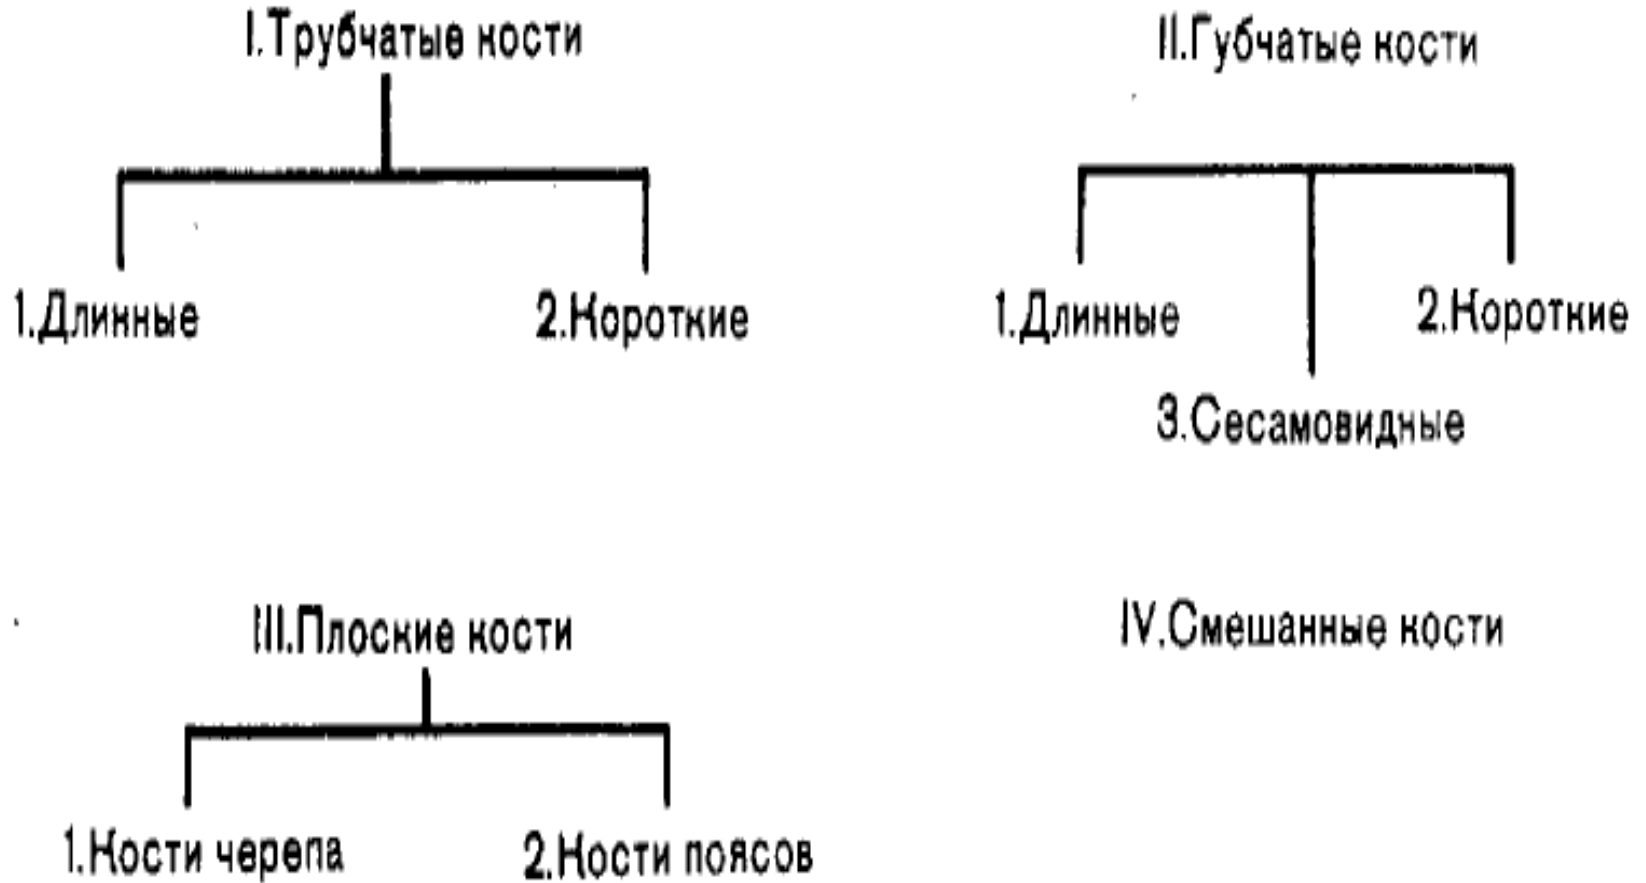 I.Трубчатые кости
1.Длинные
2.Короткие
II.Губчатые кости
1.Длинные
2.Короткие
3.Сесамовидные
III.Плоские кости
1.Кости черепа
2.Кости поясов
IV.Смешанные кости